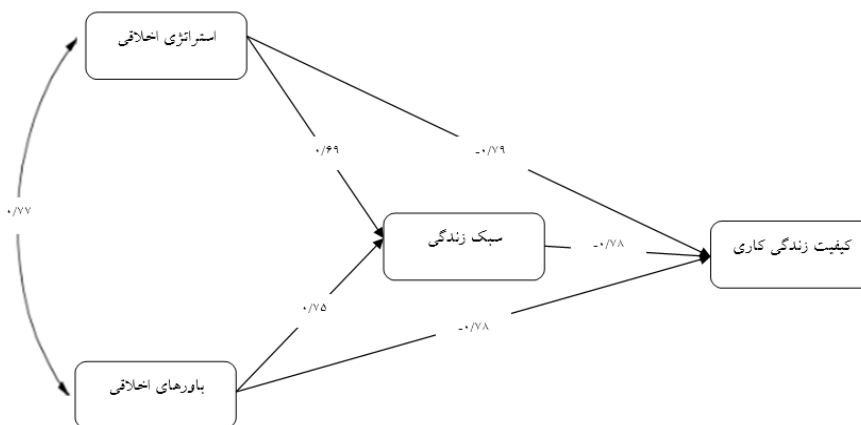 استراتژی اخلاقی
۰/۶۹
-۰/۷۹
۰/۷۷
سبک زندگی
-۰/۷۸
کیفیت زندگی کاری
۰/۷۵
-۰/۷۸
باورهای اخلاقی